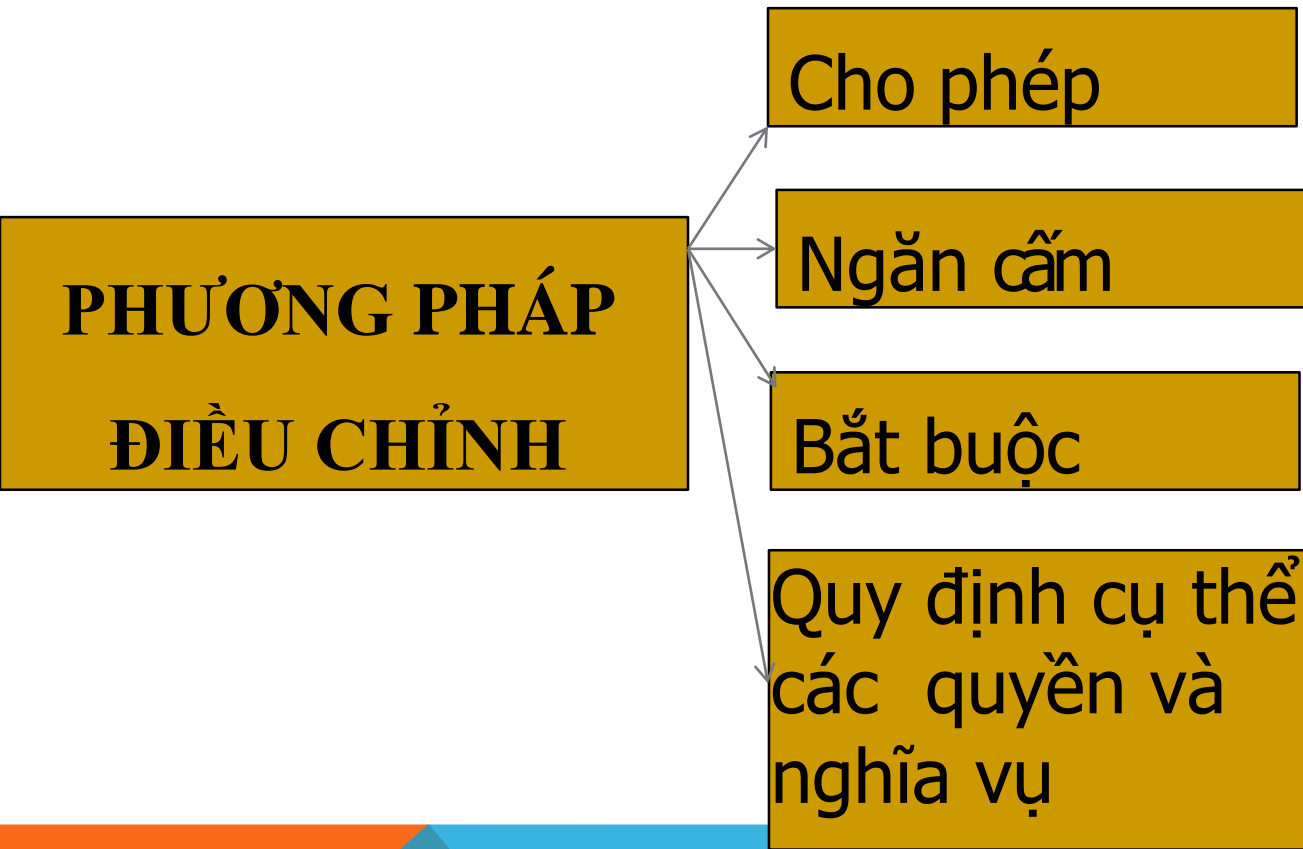 PHƯƠNG PHÁP
ĐIỀU CHỈNH
Cho phép
Ngăn cấm
Bắt buộc
Quy định cụ thể
các quyền và
nghĩa vụ